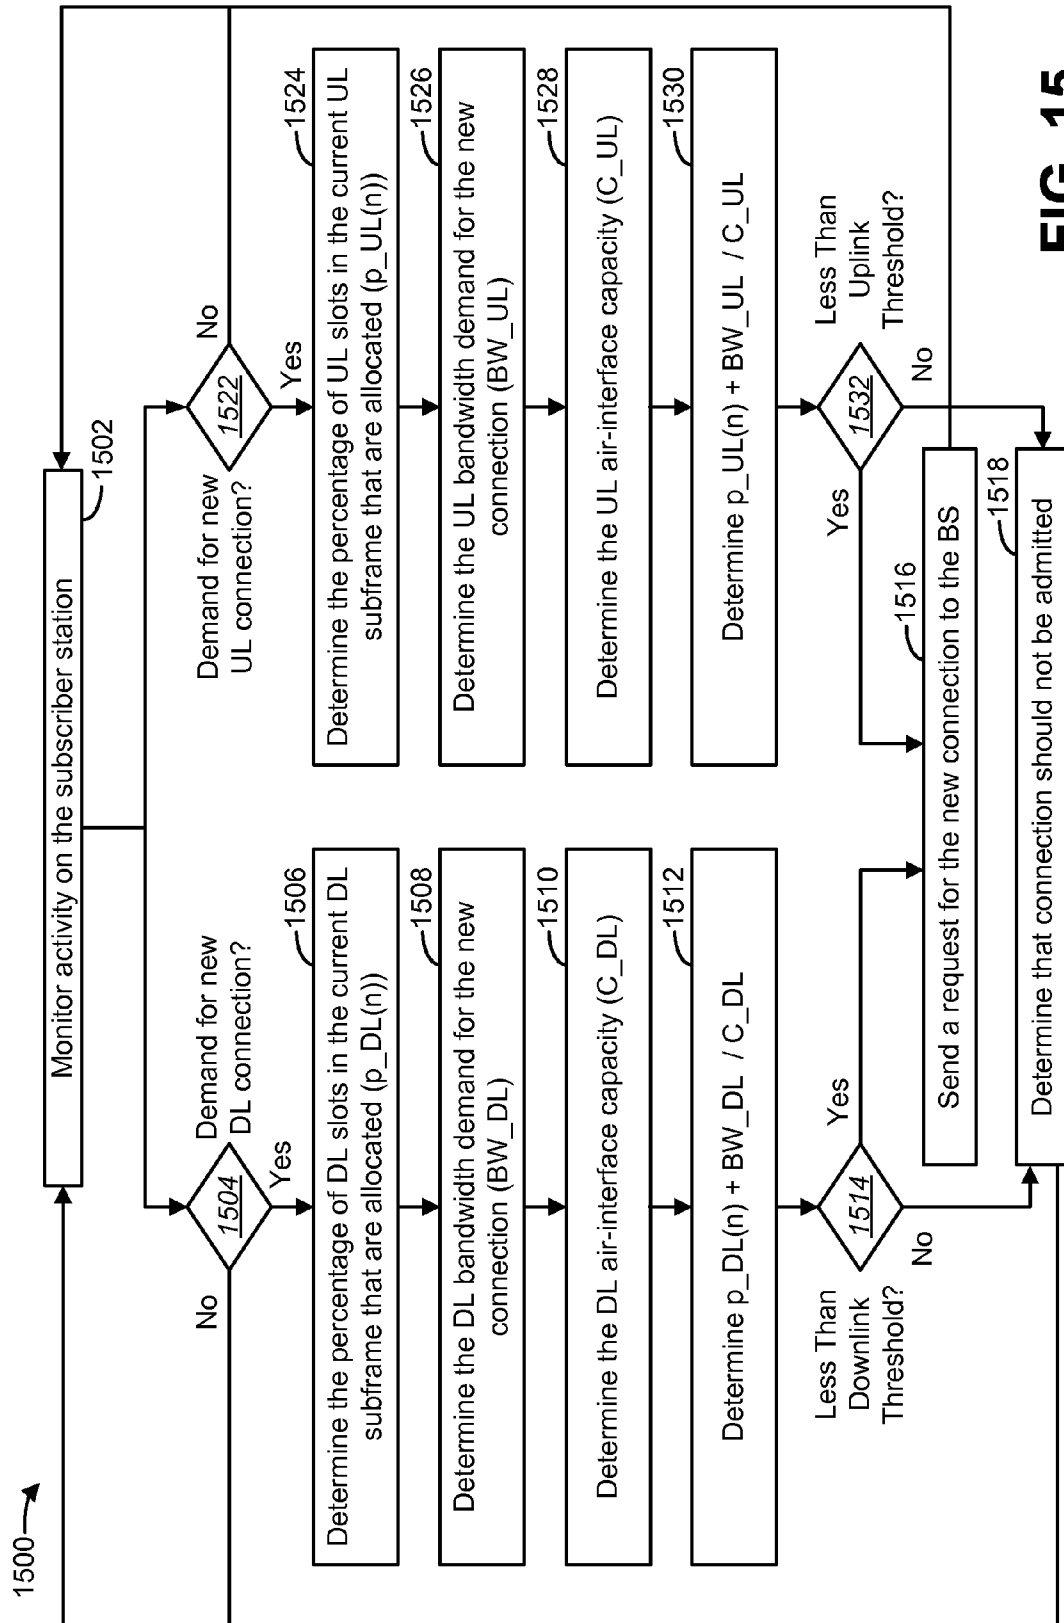 1500
Monitor activity on the subscriber station
1502
Demand for new
DL connection?
1504
No
Yes
Determine the percentage of DL slots in the current DL
subframe that are allocated (p_DL(n))
1506
Determine the DL bandwidth demand for the new
connection (BW_DL)
1508
Determine the DL air-interface capacity (C_DL)
1510
Determine p_DL(n) + BW_DL / C_DL
1512
Less Than
Downlink
Threshold?
1514
Yes
No
Demand for new
UL connection?
1522
No
Yes
Determine the percentage of UL slots in the current UL
subframe that are allocated (p_UL(n))
1524
Determine the UL bandwidth demand for the new
connection (BW_UL)
1526
Determine the UL air-interface capacity (C_UL)
1528
Determine p_UL(n) + BW_UL / C_UL
1530
Less Than
Uplink
Threshold?
1532
Yes
No
1516
Send a request for the new connection to the BS
1518
Determine that connection should not be admitted
FIG. 15